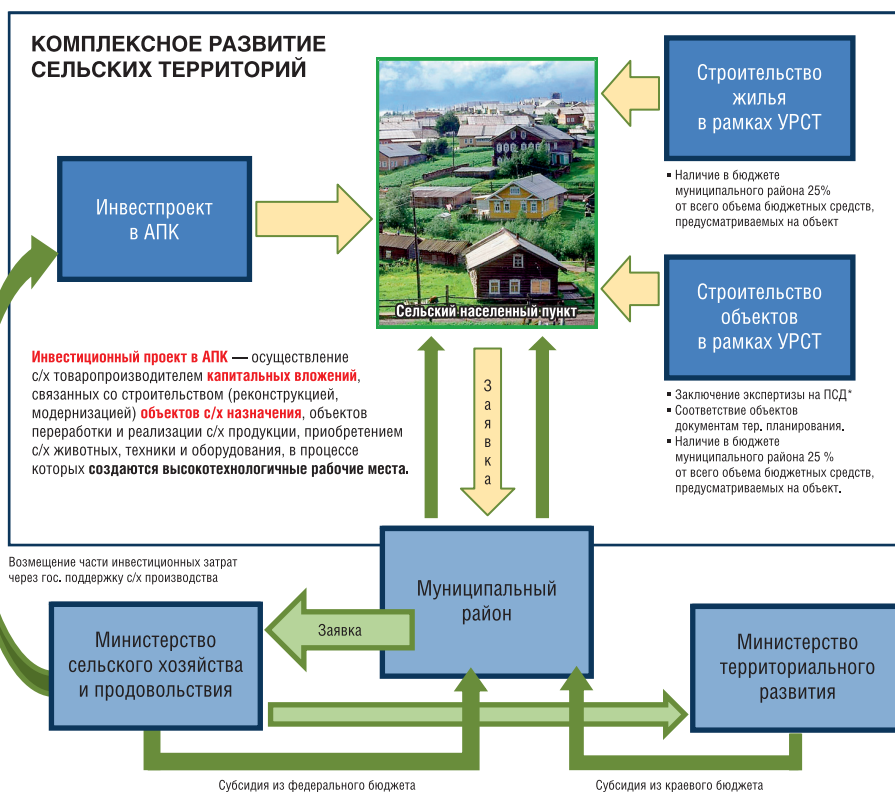 КОМПЛЕКСНОЕ РАЗВИТИЕ
СЕЛЬСКИХ ТЕРРИТОРИЙ
Инвестпроект
в АПК
Сельский населенный пункт
Строительство
жилья
в рамках УРСТ
▪ Наличие в бюджете
муниципального района 25%
от всего объема бюджетных средств,
предусматриваемых на объект
Строительство
объектов
в рамках УРСТ
▪ Заключение экспертизы на ПСД*
▪ Соответствие объектов
документам тер. планирования.
▪ Наличие в бюджете
муниципального района 25 %
от всего объема бюджетных средств,
предусматриваемых на объект.
Инвестиционный проект в АПК — осуществление
с/х товаропроизводителем капитальных вложений,
связанных со строительством (реконструкцией,
модернизацией) объектов с/х назначения, объектов
переработки и реализации с/х продукции, приобретением
с/х животных, техники и оборудования, в процессе
которых создаются высокотехнологичные рабочие места.
Заявка
Возмещение части инвестиционных затрат
через гос. поддержку с/х производства
Муниципальный
район
Заявка
Министерство
сельского хозяйства
и продовольствия
Министерство
территориального
развития
Субсидия из федерального бюджета
Субсидия из краевого бюджета